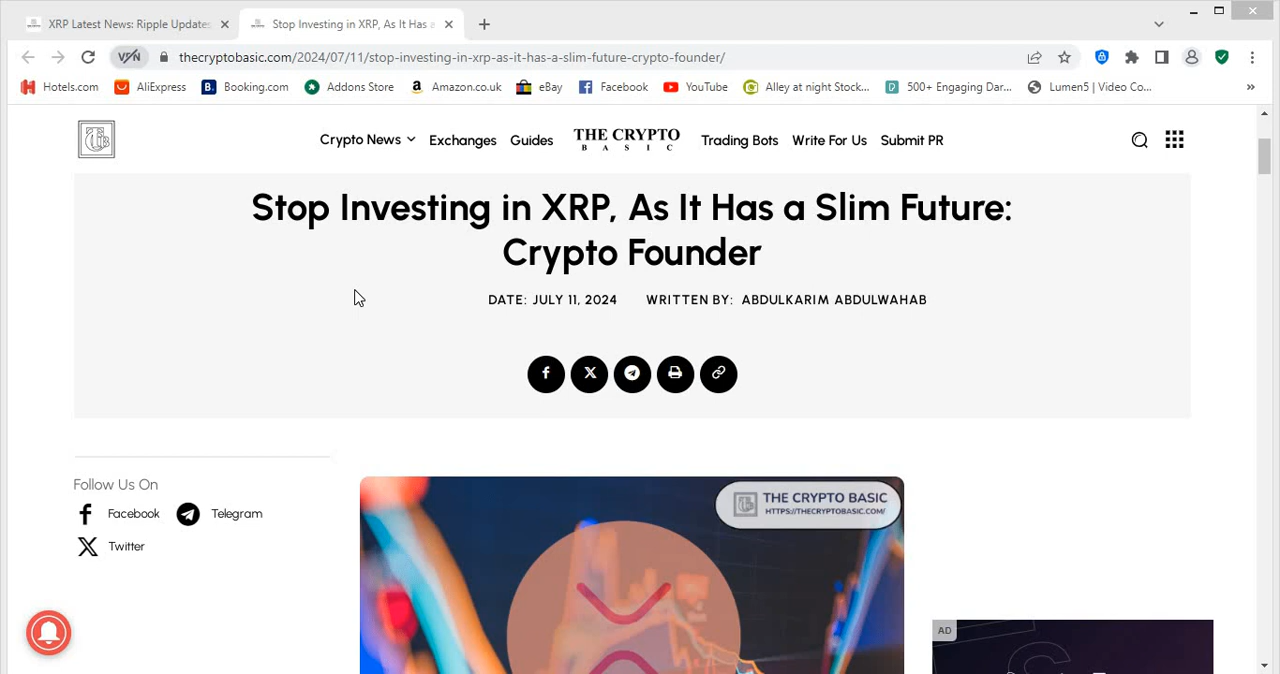 XRP Latest News: Ripple Updates
Stop Investing in XRP, As It Has a
VPN
thecryptobasic.com/2024/07/11/stop-investing-in-xrp-as-it-has-a-slim-future-crypto-founder/
Hotels.com AliExpress Booking.com Addons Store Amazon.co.uk eBay Facebook YouTube Alley at night Stock... 500+ Engaging Dar... Lumen5 | Video Co... »
Crypto News Exchanges Guides THE CRYPTO Trading Bots Write For Us Submit PR
BASIC
Stop Investing in XRP, As It Has a Slim Future:
Crypto Founder
DATE: JULY 11, 2024 WRITTEN BY: ABDULKARIM ABDULWAHAB
Follow Us On
Facebook Telegram
Twitter
THE CRYPTO BASIC
HTTPS://THECRYPTOBASIC.COM/
AD